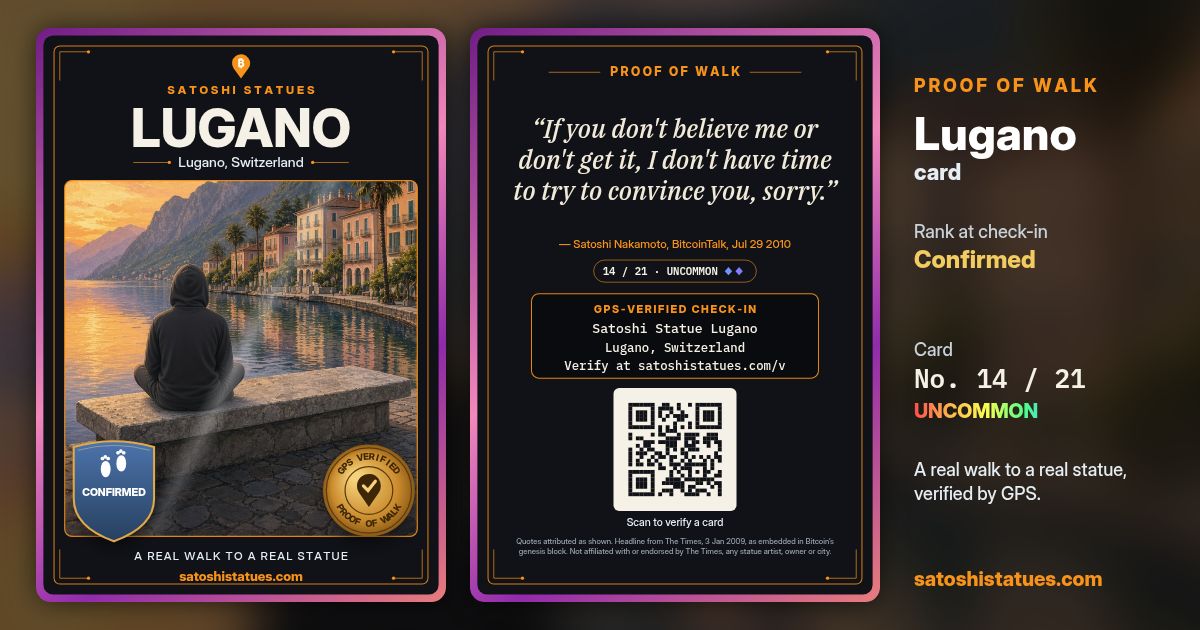 SATOSHI STATUES
LUGANO
Lugano, Switzerland
CONFIRMED
GPS VERIFIED
PROOF OF WALK
A REAL WALK TO A REAL STATUE
satoshistatues.com
PROOF OF WALK
“If you don't believe me or
don't get it, I don't have time
to try to convince you, sorry.”
— Satoshi Nakamoto, BitcoinTalk, Jul 29 2010
14 / 21 · UNCOMMON
GPS-VERIFIED CHECK-IN
Satoshi Statue Lugano
Lugano, Switzerland
Verify at satoshistatues.com/v
Scan to verify a card
Quotes attributed as shown. Headline from The Times, 3 Jan 2009, as embedded in Bitcoin's
genesis block. Not affiliated with or endorsed by The Times, any statue artist, owner or city.
PROOF OF WALK
Lugano
card
Rank at check-in
Confirmed
Card
No. 14 / 21
UNCOMMON
A real walk to a real statue,
verified by GPS.
satoshistatues.com